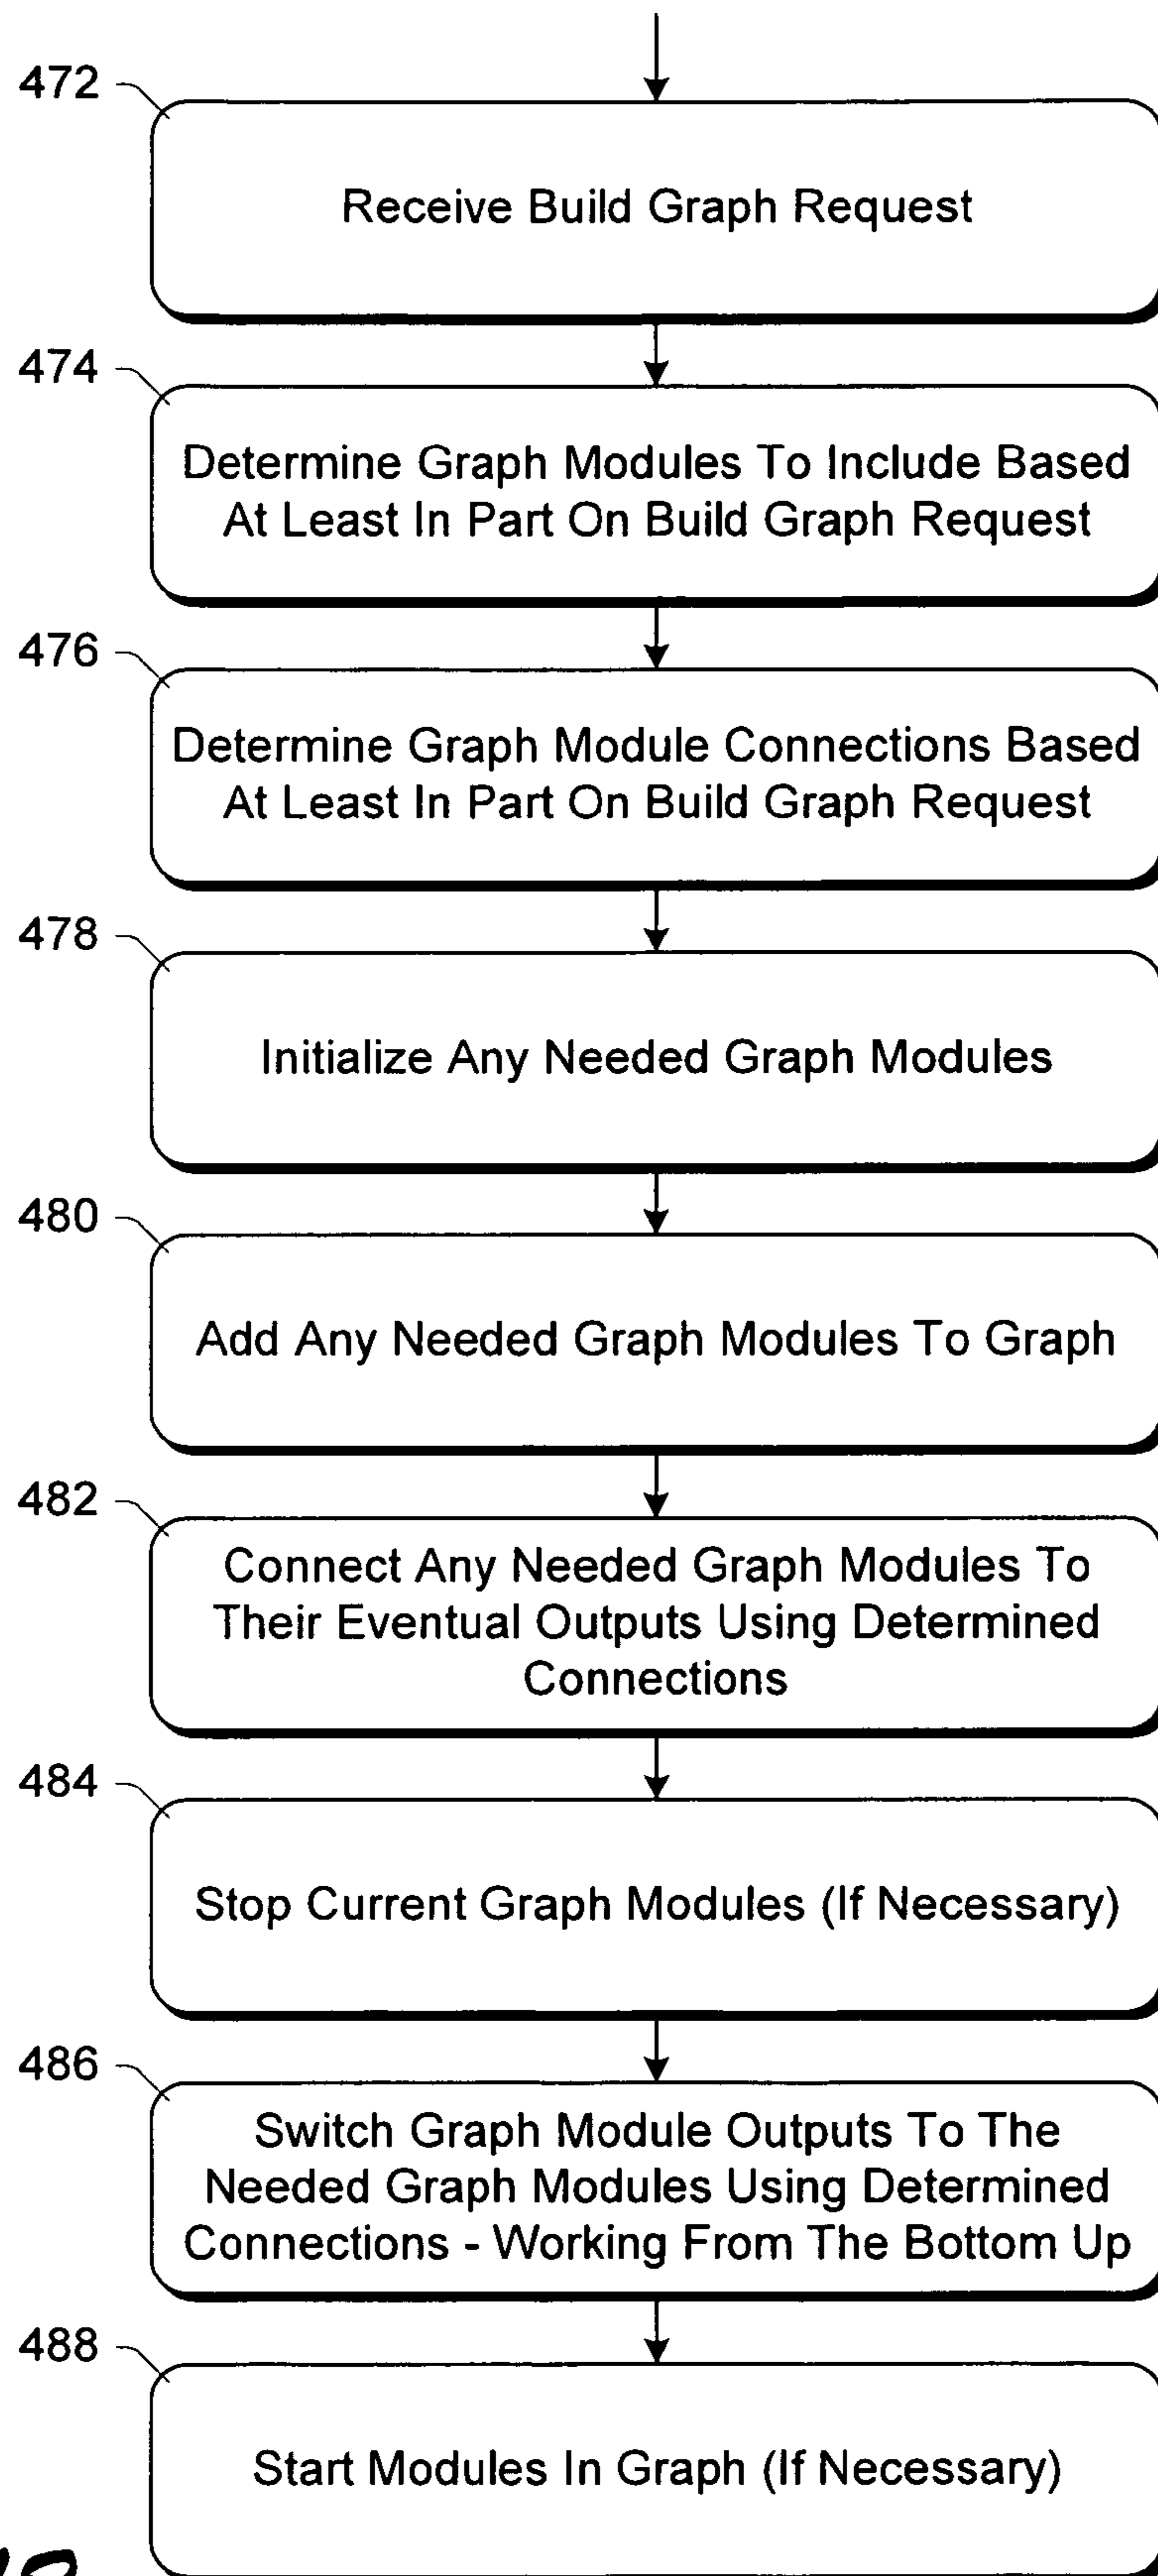 472
Receive Build Graph Request
474
Determine Graph Modules To Include Based
At Least In Part On Build Graph Request
476
Determine Graph Module Connections Based
At Least In Part On Build Graph Request
478
Initialize Any Needed Graph Modules
480
Add Any Needed Graph Modules To Graph
482
Connect Any Needed Graph Modules To
Their Eventual Outputs Using Determined
Connections
484
Stop Current Graph Modules (If Necessary)
486
Switch Graph Module Outputs To The
Needed Graph Modules Using Determined
Connections - Working From The Bottom Up
488
Start Modules In Graph (If Necessary)